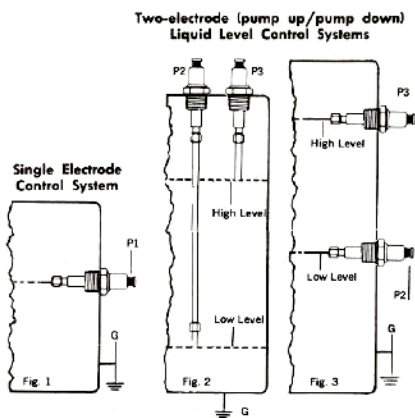 Two-electrode (pump up/pump down)
Liquid Level Control Systems
Single Electrode
Control System
P1
G
Fig. 1
P2
P3
High Level
Low Level
Fig. 2
G
P3
High Level
Low Level
P2
G
Fig. 3